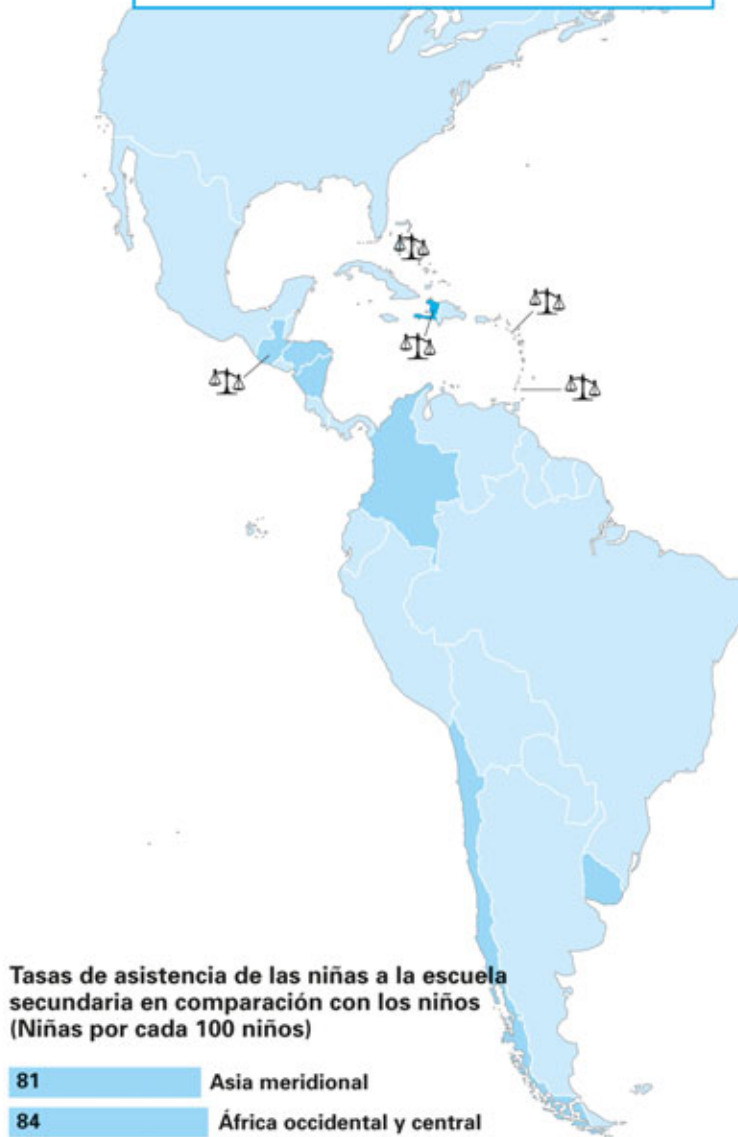 Tasas de asistencia de las niñas a la escuela
secundaria en comparación con los niños
(Niñas por cada 100 niños)
81 Asia meridional
84 África occidental y central